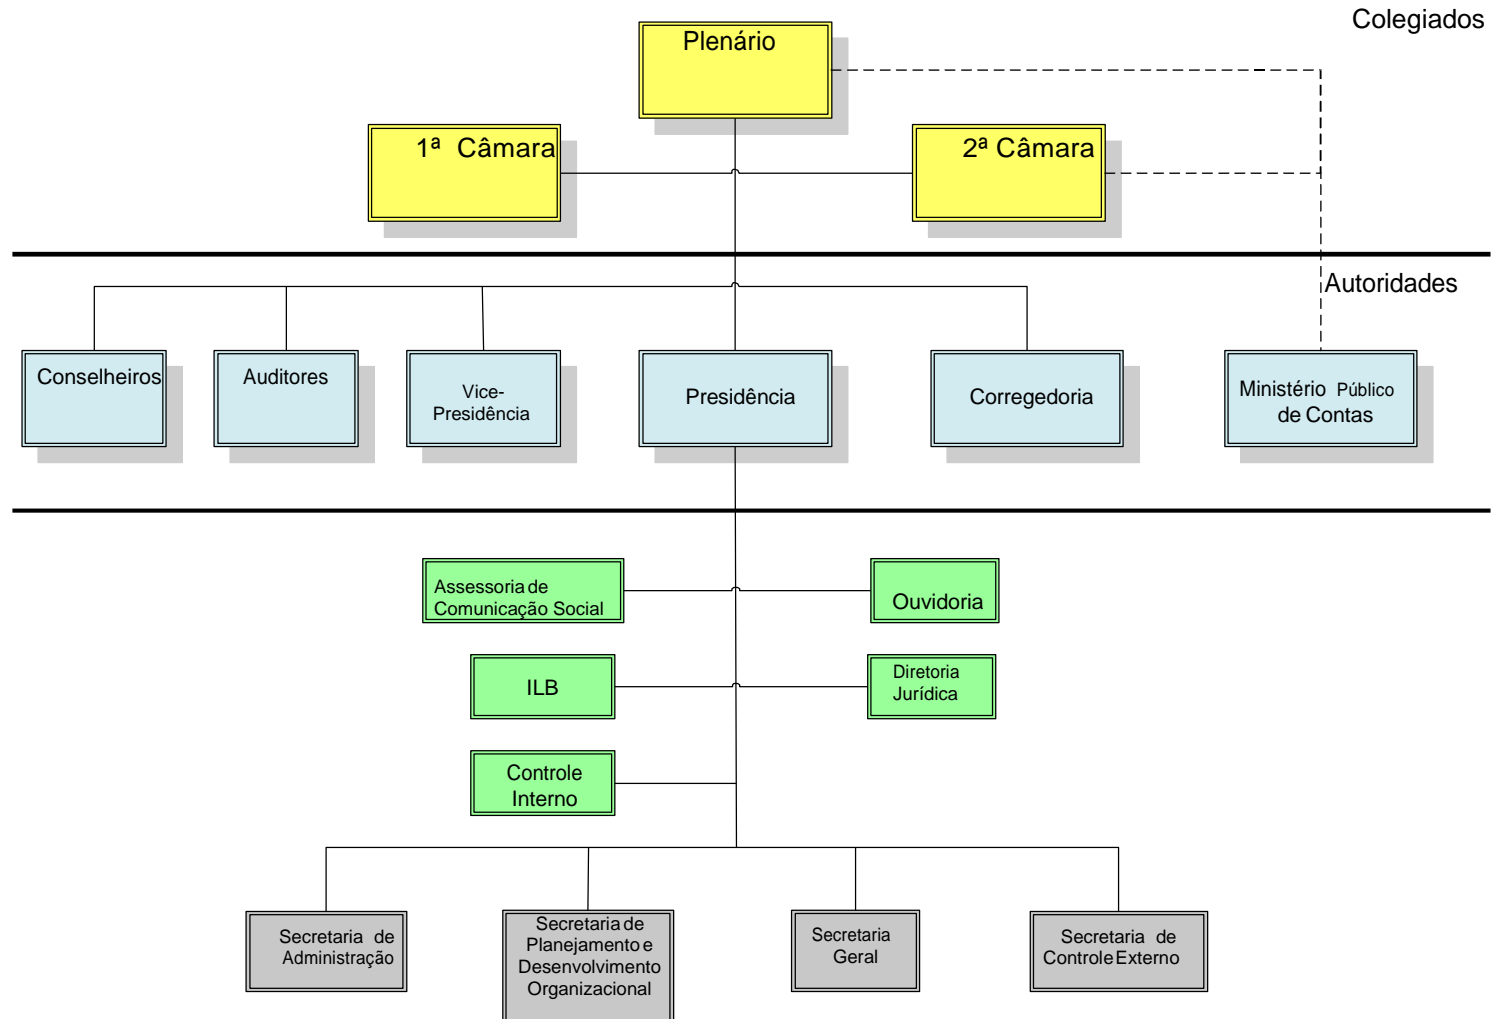 Colegiados
Plenário
1ª Câmara
2ª Câmara
Autoridades
Conselheiros
Auditores
Vice-
Presidência
Presidência
Corregedoria
Ministério Público
de Contas
Assessoria de
Comunicação Social
Ouvidoria
ILB
Diretoria
Jurídica
Controle
Interno
Secretaria de
Administração
Secretaria de
Planejamento e
Desenvolvimento
Organizacional
Secretaria
Geral
Secretaria de
Controle Externo